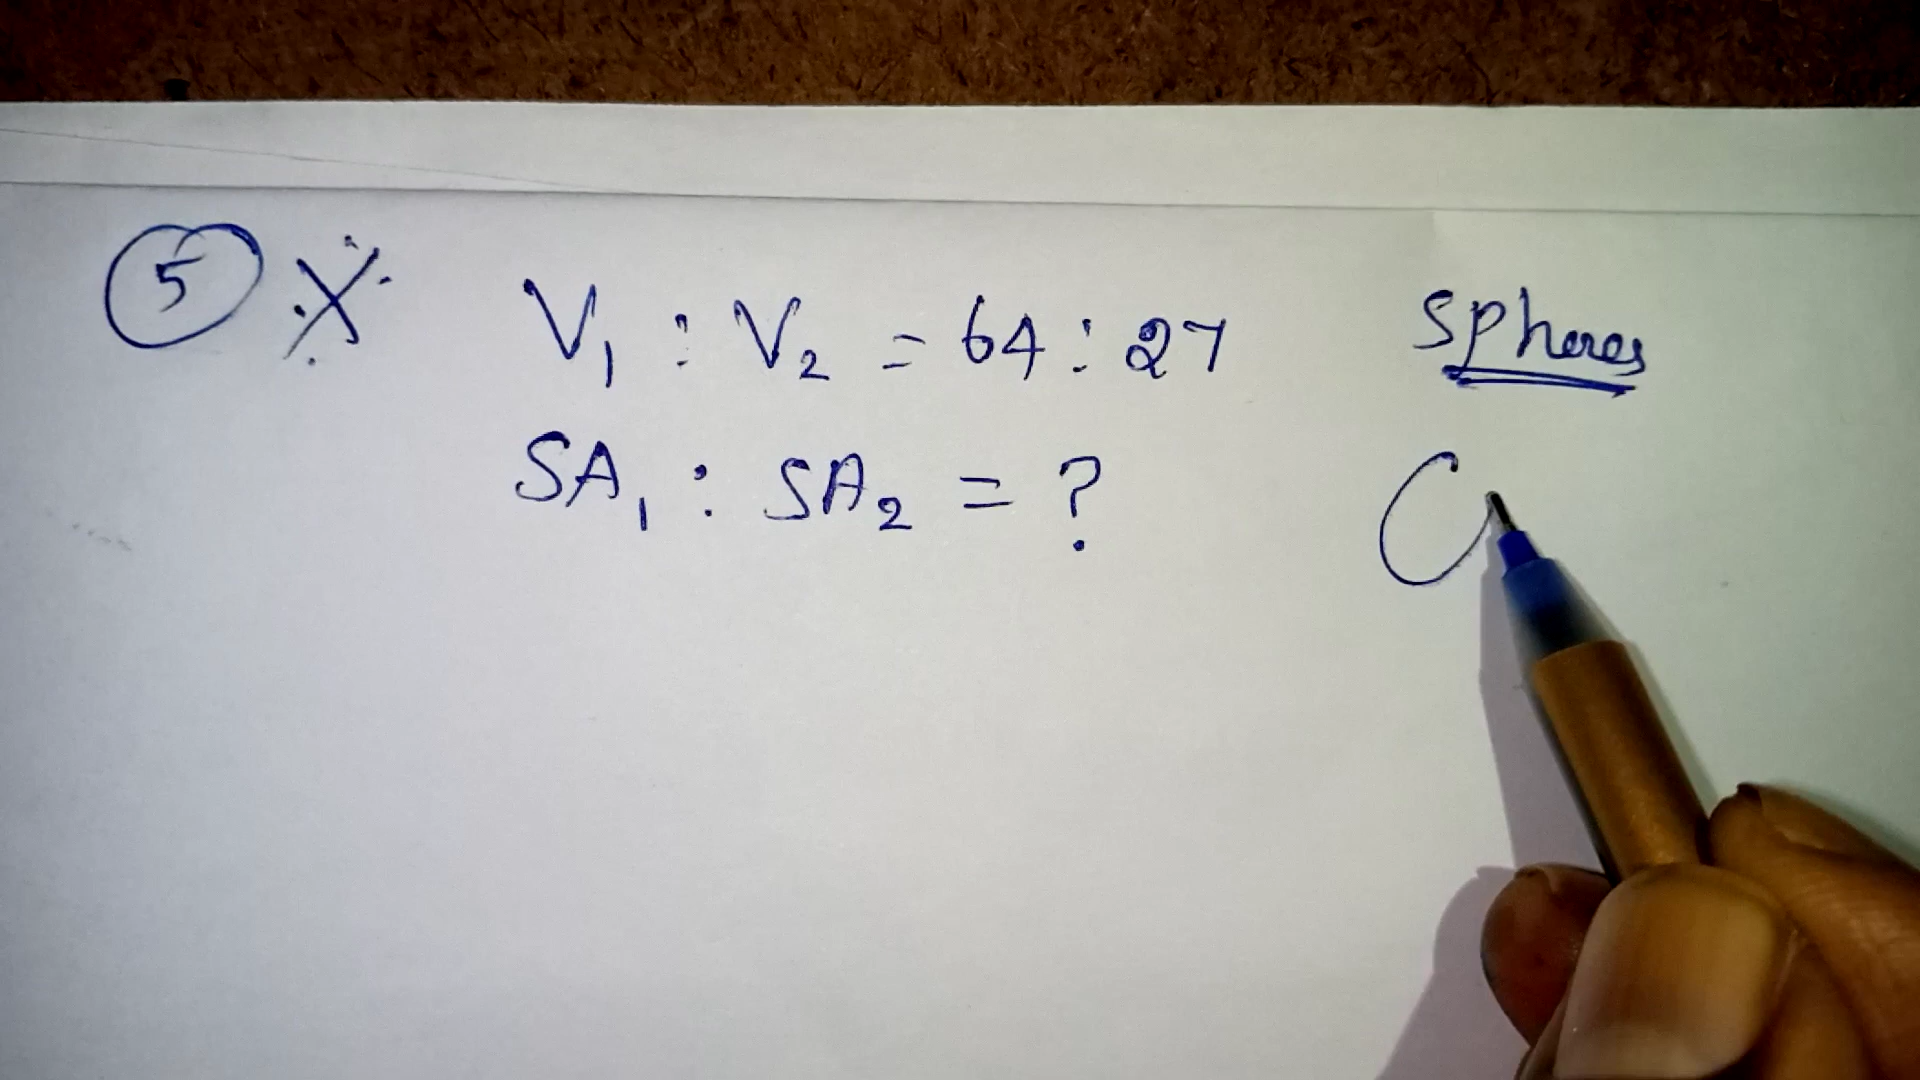 5 V₁ : V₂ = 64 : 27 Spheres
SA₁ : SA₂ = ?